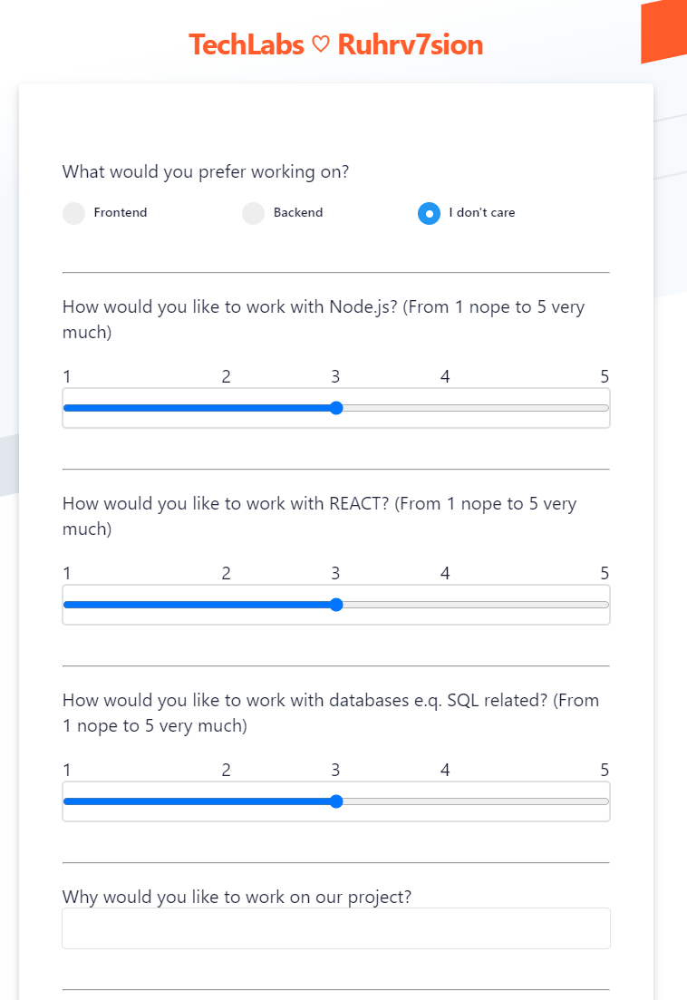 TechLabs ♡ Ruhrv7sion
What would you prefer working on?
Frontend Backend I don't care
How would you like to work with Node.js? (From 1 nope to 5 very
much)
1 2 3 4 5
How would you like to work with REACT? (From 1 nope to 5 very
much)
1 2 3 4 5
How would you like to work with databases e.q. SQL related? (From
1 nope to 5 very much)
1 2 3 4 5
Why would you like to work on our project?